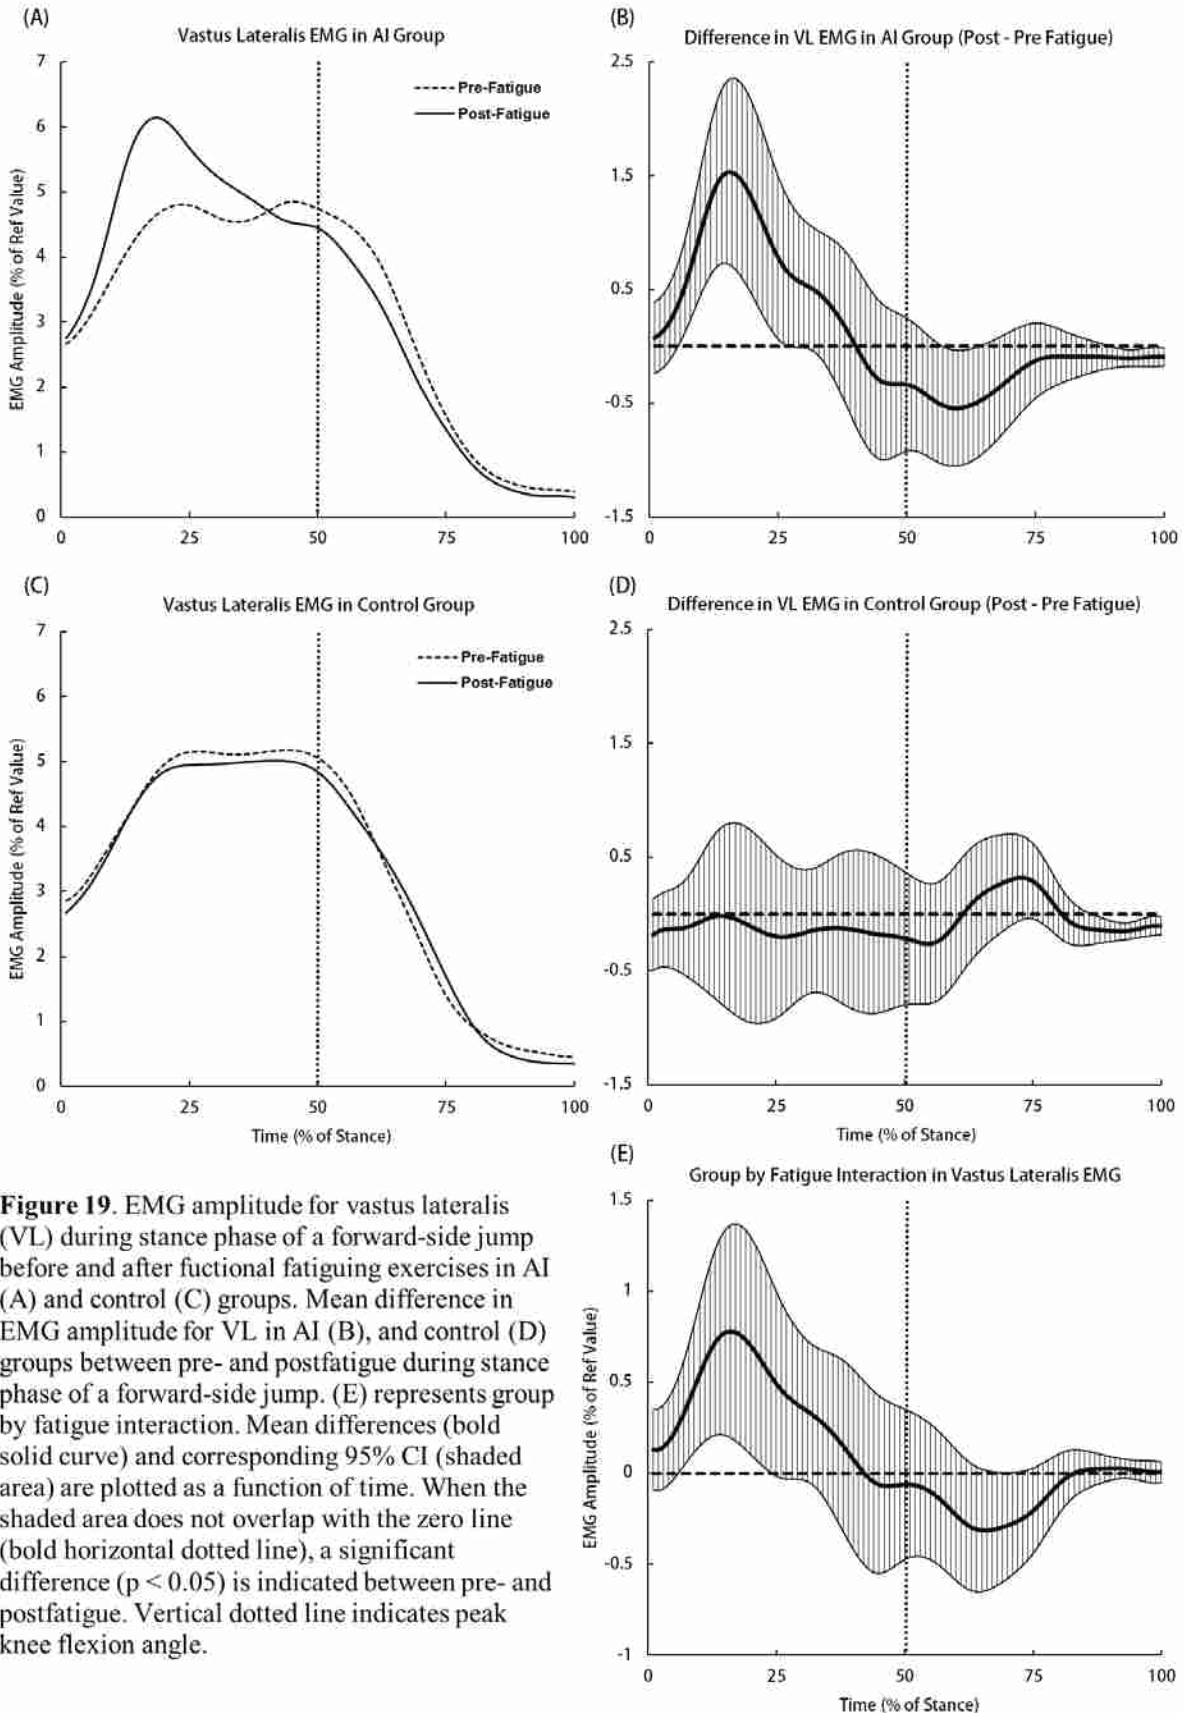 (A)
Vastus Lateralis EMG in AI Group
7
6
5
4
3
2
1
0
EMG Amplitude (% of Ref Value)
Pre-Fatigue
Post-Fatigue
0 25 50 75 100
(B)
Difference in VL EMG in AI Group (Post - Pre Fatigue)
2.5
1.5
0.5
-0.5
-1.5
0 25 50 75 100
(C)
Vastus Lateralis EMG in Control Group
7
6
5
4
3
2
1
0
EMG Amplitude (% of Ref Value)
Pre-Fatigue
Post-Fatigue
0 25 50 75 100
Time (% of Stance)
(D)
Difference in VL EMG in Control Group (Post - Pre Fatigue)
2.5
1.5
0.5
-0.5
-1.5
0 25 50 75 100
Time (% of Stance)
(E)
Group by Fatigue Interaction in Vastus Lateralis EMG
1.5
1
0.5
0
-0.5
-1
EMG Amplitude (% of Ref Value)
0 25 50 75 100
Time (% of Stance)
Figure 19. EMG amplitude for vastus lateralis
(VL) during stance phase of a forward-side jump
before and after fuctional fatiguing exercises in AI
(A) and control (C) groups. Mean difference in
EMG amplitude for VL in AI (B), and control (D)
groups between pre- and postfatigue during stance
phase of a forward-side jump. (E) represents group
by fatigue interaction. Mean differences (bold
solid curve) and corresponding 95% CI (shaded
area) are plotted as a function of time. When the
shaded area does not overlap with the zero line
(bold horizontal dotted line), a significant
difference (p < 0.05) is indicated between pre- and
postfatigue. Vertical dotted line indicates peak
knee flexion angle.